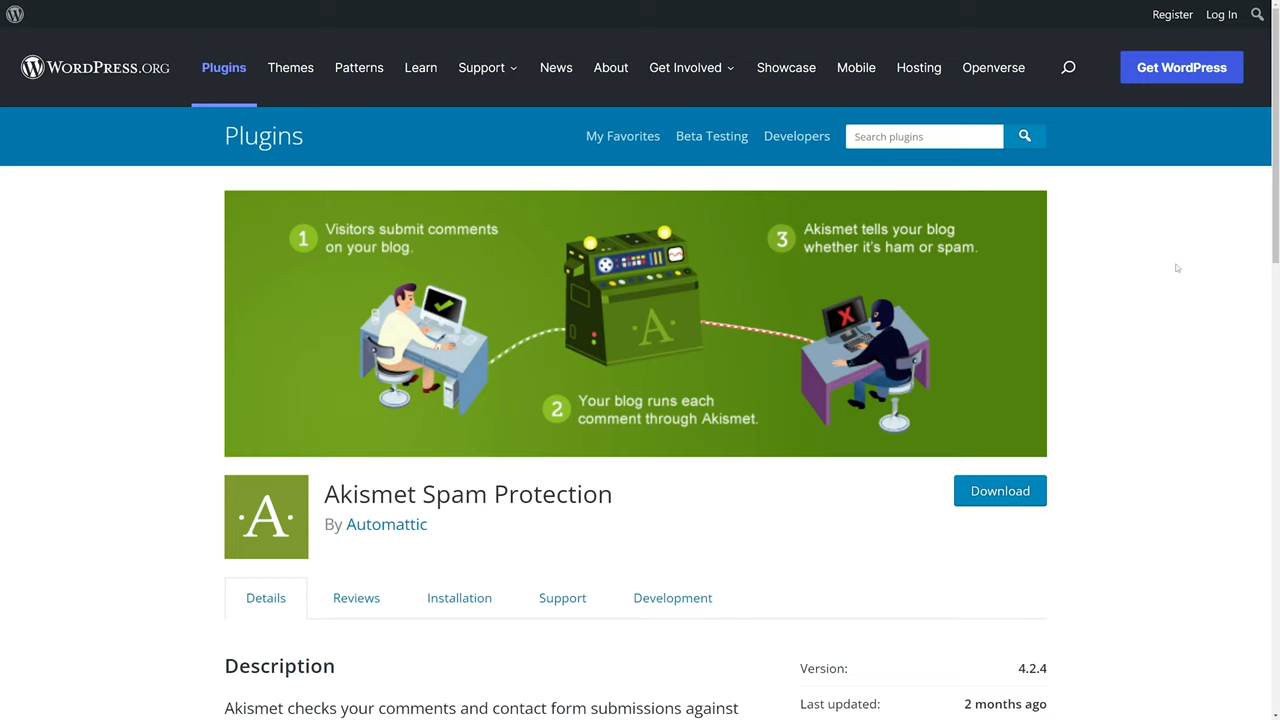 Register Log In
WORDPRESS.ORG Plugins Themes Patterns Learn Support News About Get Involved Showcase Mobile Hosting Openverse Get WordPress
Plugins My Favorites Beta Testing Developers Search plugins
1 Visitors submit comments
on your blog.
3 Akismet tells your blog
whether it's ham or spam.
A
2 Your blog runs each
comment through Akismet.
·A·
Akismet Spam Protection
Download
By Automattic
Details Reviews Installation Support Development
Description
Version: 4.2.4
Akismet checks your comments and contact form submissions against
Last updated: 2 months ago